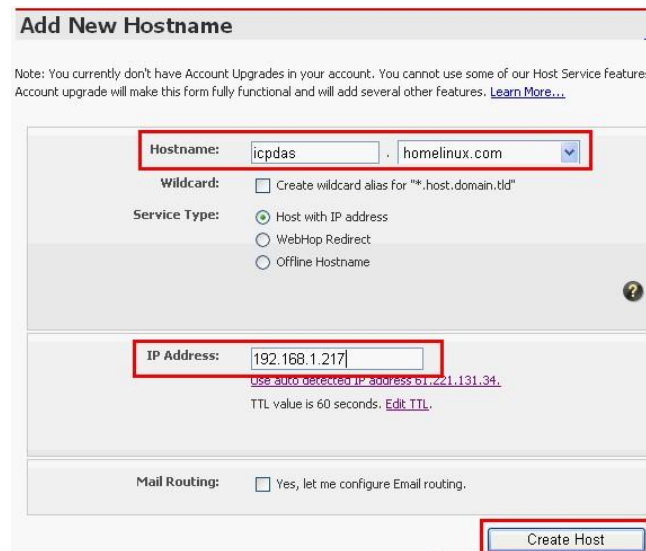 Add New Hostname
Note: You currently don't have Account Upgrades in your account. You cannot use some of our Host Service feature
Account upgrade will make this form fully functional and will add several other features. Learn More...
Hostname: icpdas . homelinux.com
Wildcard: Create wildcard alias for "*.host.domain.tld"
Service Type: Host with IP address
WebHop Redirect
Offline Hostname
?
IP Address: 192.168.1.217
Use auto detected IP address 61.221.131.34.
TTL value is 60 seconds. Edit TTL.
Mail Routing: Yes, let me configure Email routing.
Create Host